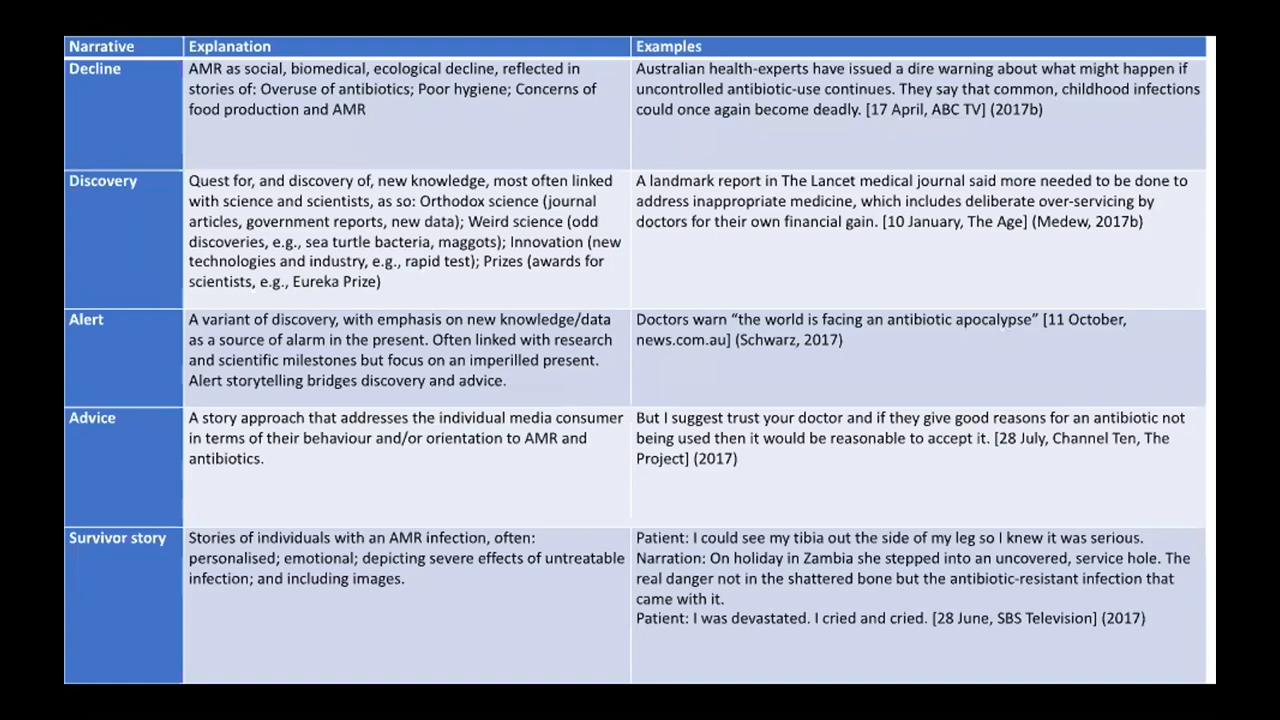 Narrative Explanation Examples
Decline
AMR as social, biomedical, ecological decline, reflected in
stories of: Overuse of antibiotics; Poor hygiene; Concerns of
food production and AMR
Australian health-experts have issued a dire warning about what might happen if
uncontrolled antibiotic-use continues. They say that common, childhood infections
could once again become deadly. [17 April, ABC TV] (2017b)
Discovery
Quest for, and discovery of, new knowledge, most often linked
with science and scientists, as so: Orthodox science (journal
articles, government reports, new data); Weird science (odd
discoveries, e.g., sea turtle bacteria, maggots); Innovation (new
technologies and industry, e.g., rapid test); Prizes (awards for
scientists, e.g., Eureka Prize)
A landmark report in The Lancet medical journal said more needed to be done to
address inappropriate medicine, which includes deliberate over-servicing by
doctors for their own financial gain. [10 January, The Age] (Medew, 2017b)
Alert
A variant of discovery, with emphasis on new knowledge/data
as a source of alarm in the present. Often linked with research
and scientific milestones but focus on an imperilled present.
Alert storytelling bridges discovery and advice.
Doctors warn “the world is facing an antibiotic apocalypse” [11 October,
news.com.au] (Schwarz, 2017)
Advice
A story approach that addresses the individual media consumer
in terms of their behaviour and/or orientation to AMR and
antibiotics.
But I suggest trust your doctor and if they give good reasons for an antibiotic not
being used then it would be reasonable to accept it. [28 July, Channel Ten, The
Project] (2017)
Survivor story
Stories of individuals with an AMR infection, often:
personalised; emotional; depicting severe effects of untreatable
infection; and including images.
Patient: I could see my tibia out the side of my leg so I knew it was serious.
Narration: On holiday in Zambia she stepped into an uncovered, service hole. The
real danger not in the shattered bone but the antibiotic-resistant infection that
came with it.
Patient: I was devastated. I cried and cried. [28 June, SBS Television] (2017)